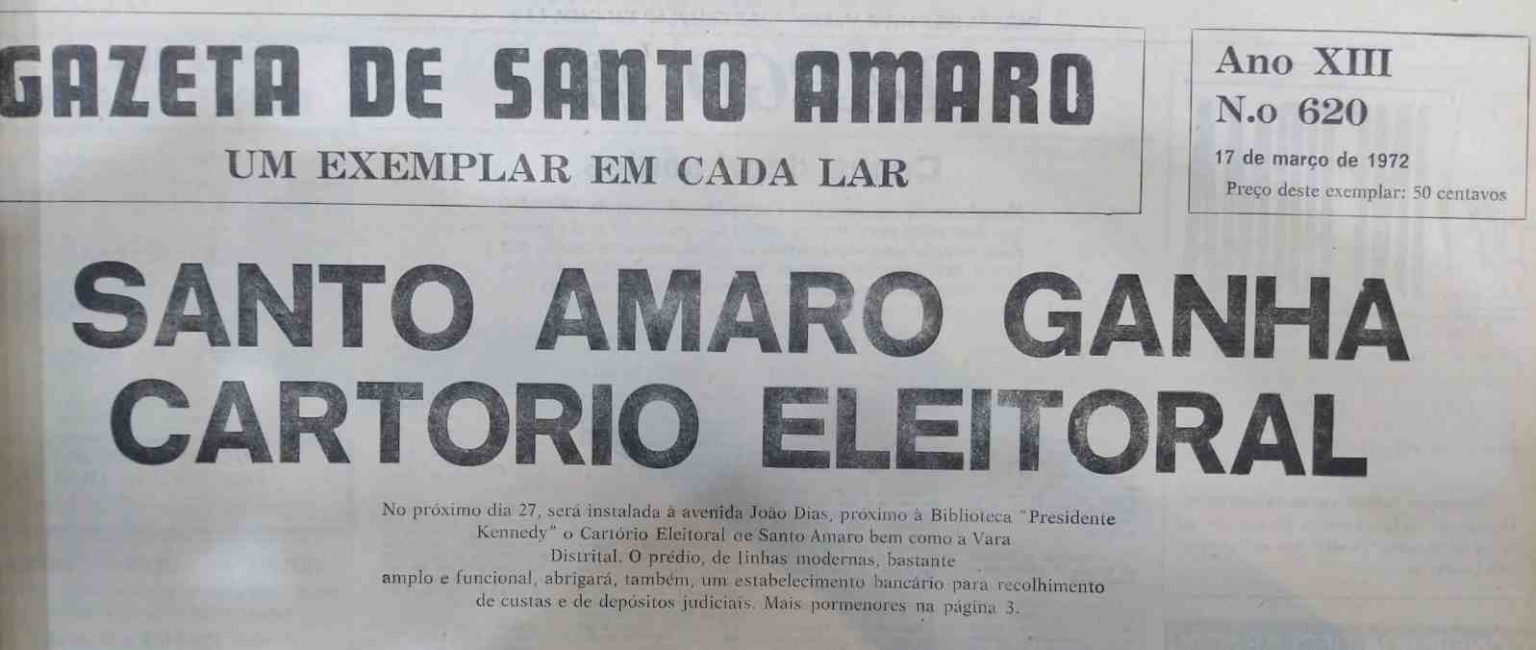 GAZETA DE SANTO AMARO
UM EXEMPLAR EM CADA LAR
Ano XIII
N.o 620
17 de março de 1972
Preço deste exemplar: 50 centavos
SANTO AMARO GANHA
CARTORIO ELEITORAL
No próximo dia 27, será instalada à avenida João Dias, próximo à Biblioteca "Presidente
Kennedy" o Cartório Eleitoral oe Santo Amaro bem como a Vara
Distrital. O prédio, de linhas modernas, bastante
amplo e funcional, abrigará, também, um estabelecimento bancário para recolhimento
de custas e de depósitos judiciais. Mais pormenores na página 3.